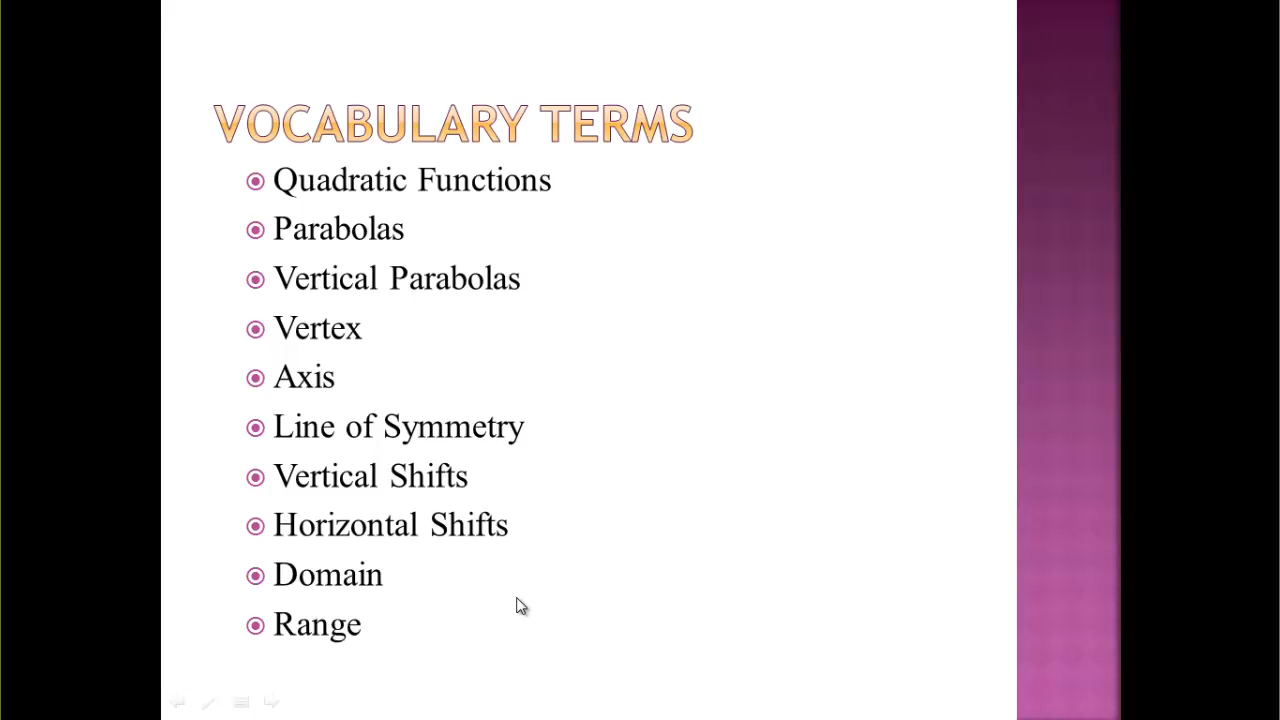 VOCABULARY TERMS
Quadratic Functions
Parabolas
Vertical Parabolas
Vertex
Axis
Line of Symmetry
Vertical Shifts
Horizontal Shifts
Domain
Range